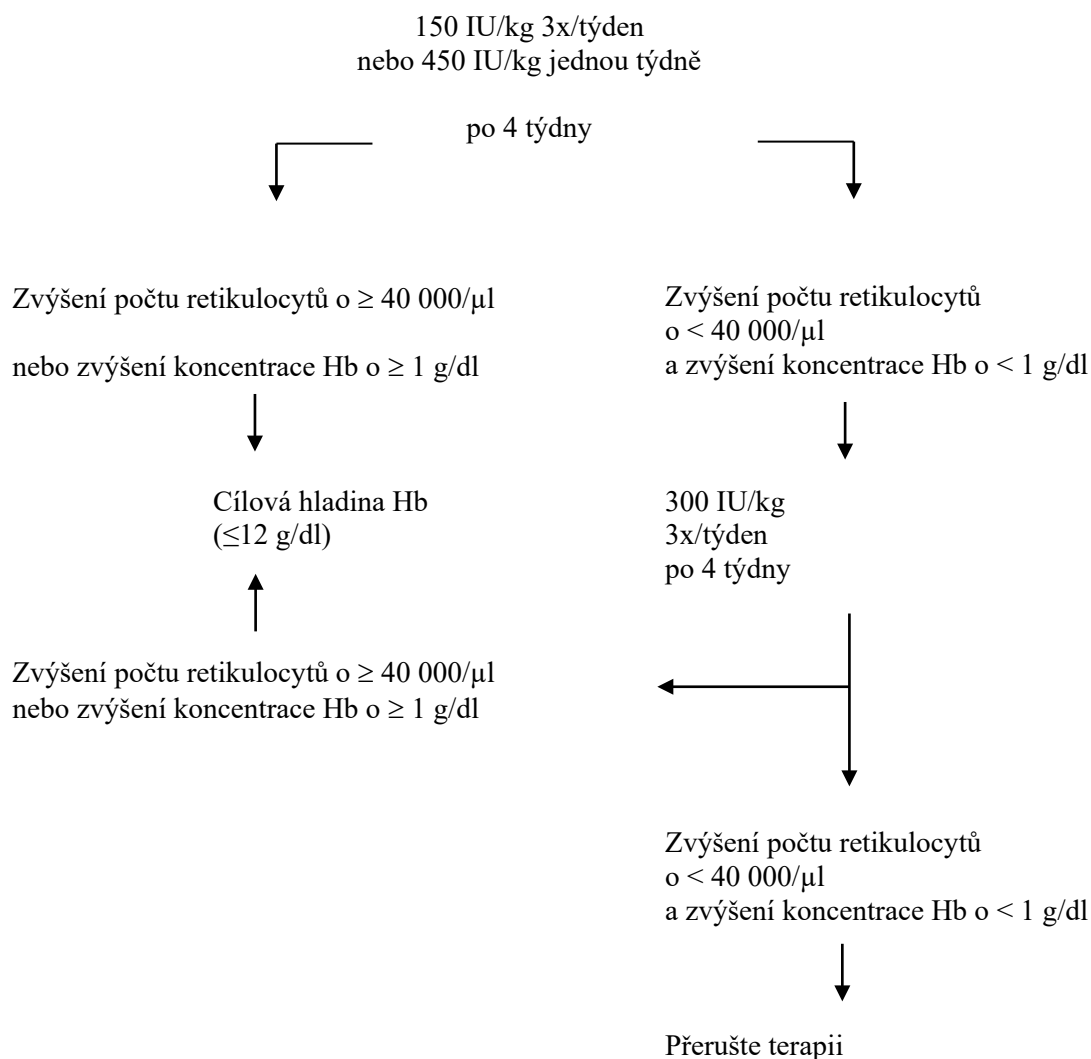 150 IU/kg 3x/týden
nebo 450 IU/kg jednou týdně
po 4 týdny
Zvýšení počtu retikulocytů o ≥ 40 000/µl
nebo zvýšení koncentrace Hb o ≥ 1 g/dl
Zvýšení počtu retikulocytů
o < 40 000/µl
a zvýšení koncentrace Hb o < 1 g/dl
Cílová hladina Hb
(≤12 g/dl)
300 IU/kg
3x/týden
po 4 týdny
Zvýšení počtu retikulocytů o ≥ 40 000/µl
nebo zvýšení koncentrace Hb o ≥ 1 g/dl
Zvýšení počtu retikulocytů
o < 40 000/µl
a zvýšení koncentrace Hb o < 1 g/dl
Přerušte terapii